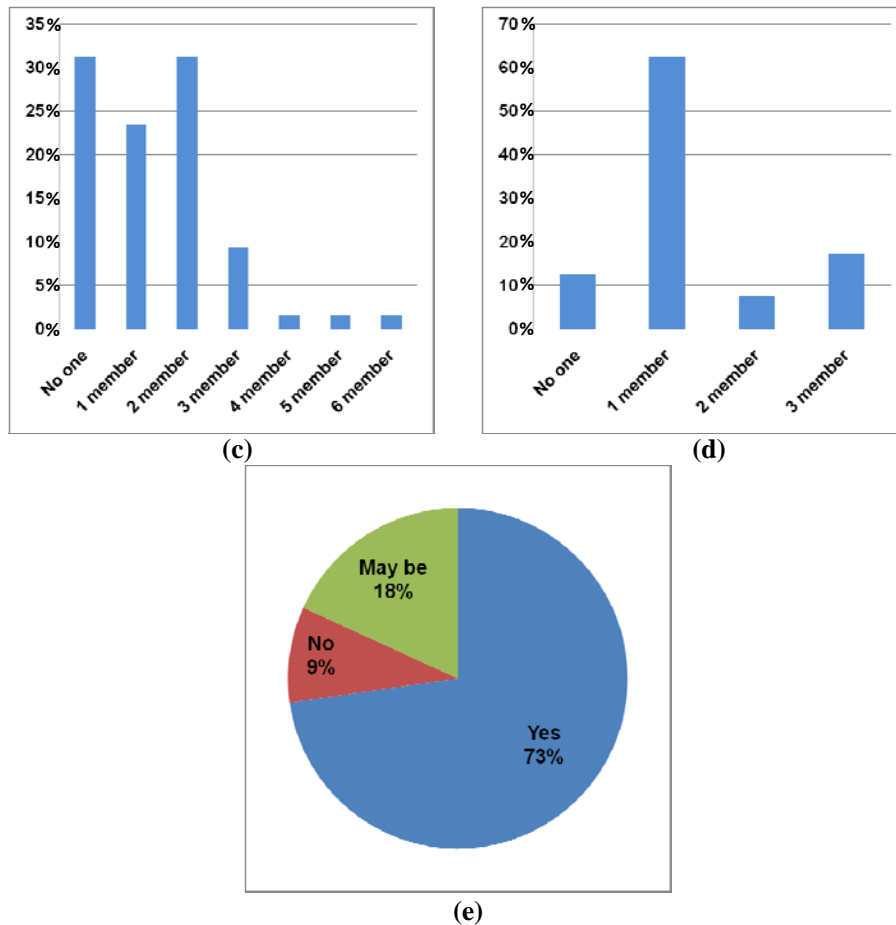 35%
30%
25%
20%
15%
10%
5%
0%
No one
1 member
2 member
3 member
4 member
5 member
6 member
(c)
70%
60%
50%
40%
30%
20%
10%
0%
No one
1 member
2 member
3 member
(d)
May be
18%
No
9%
Yes
73%
(e)